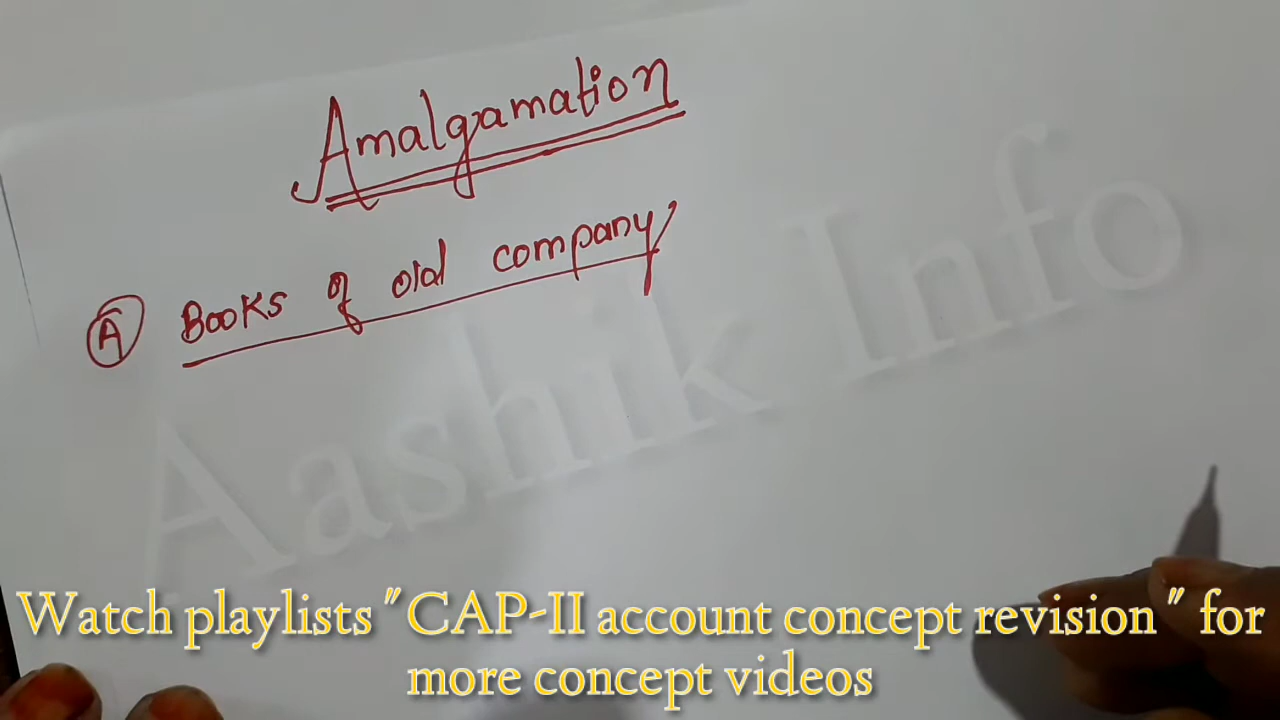 Amalgamation
A Books of old company
Aashik Info
Watch playlists "CAP-II account concept revision " for
more concept videos